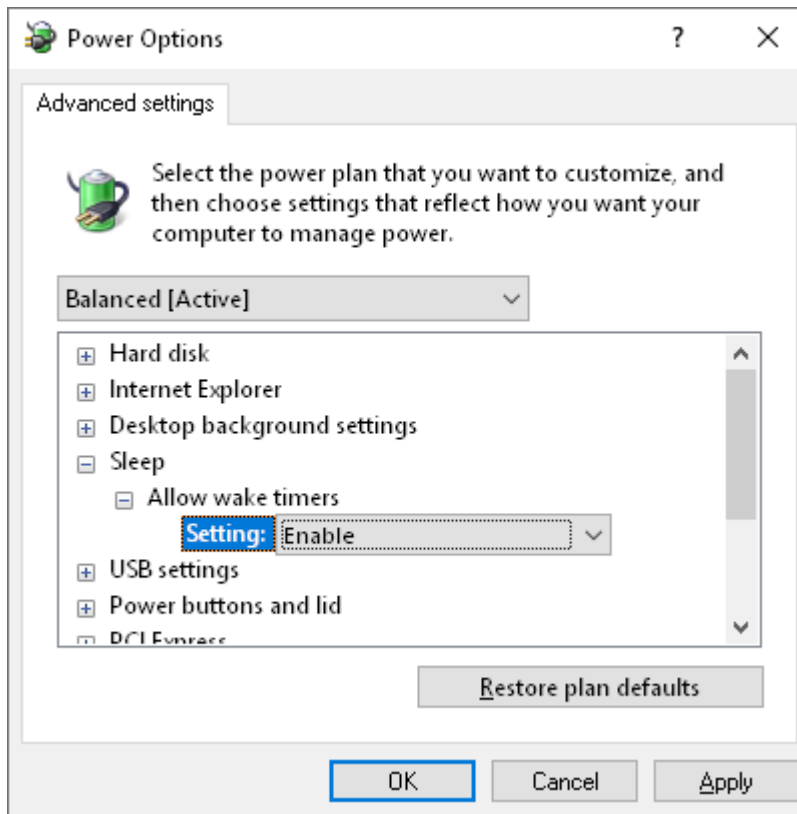 Power Options
?
Advanced settings
Select the power plan that you want to customize, and
then choose settings that reflect how you want your
computer to manage power.
Balanced [Active]
Hard disk
Internet Explorer
Desktop background settings
Sleep
Allow wake timers
Setting: Enable
USB settings
Power buttons and lid
PCI Express
Restore plan defaults
OK Cancel Apply